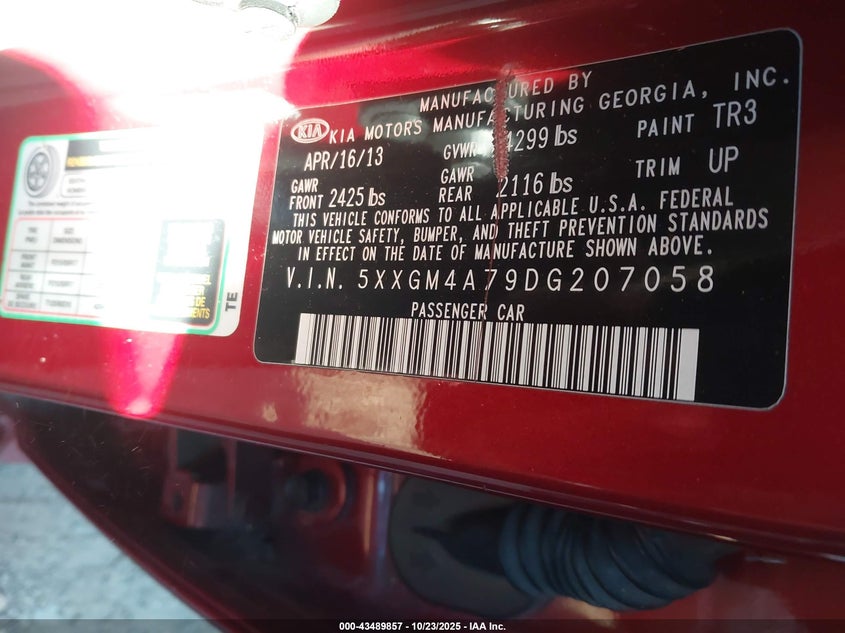 MANUFACTURED BY
KIA KIA MOTORS MANUFACTURING GEORGIA, INC.
APR/16/13 GVWR 4299 lbs PAINT TR3
GAWR FRONT 2425 lbs GAWR REAR 2116 lbs TRIM UP
THIS VEHICLE CONFORMS TO ALL APPLICABLE U.S.A. FEDERAL
MOTOR VEHICLE SAFETY, BUMPER, AND THEFT PREVENTION STANDARDS
IN EFFECT ON THE DATE OF MANUFACTURE SHOWN ABOVE.
V.I.N. 5XXGM4A79DG207058
PASSENGER CAR
TE
000-43489857 - 10/23/2025 - IAA Inc.